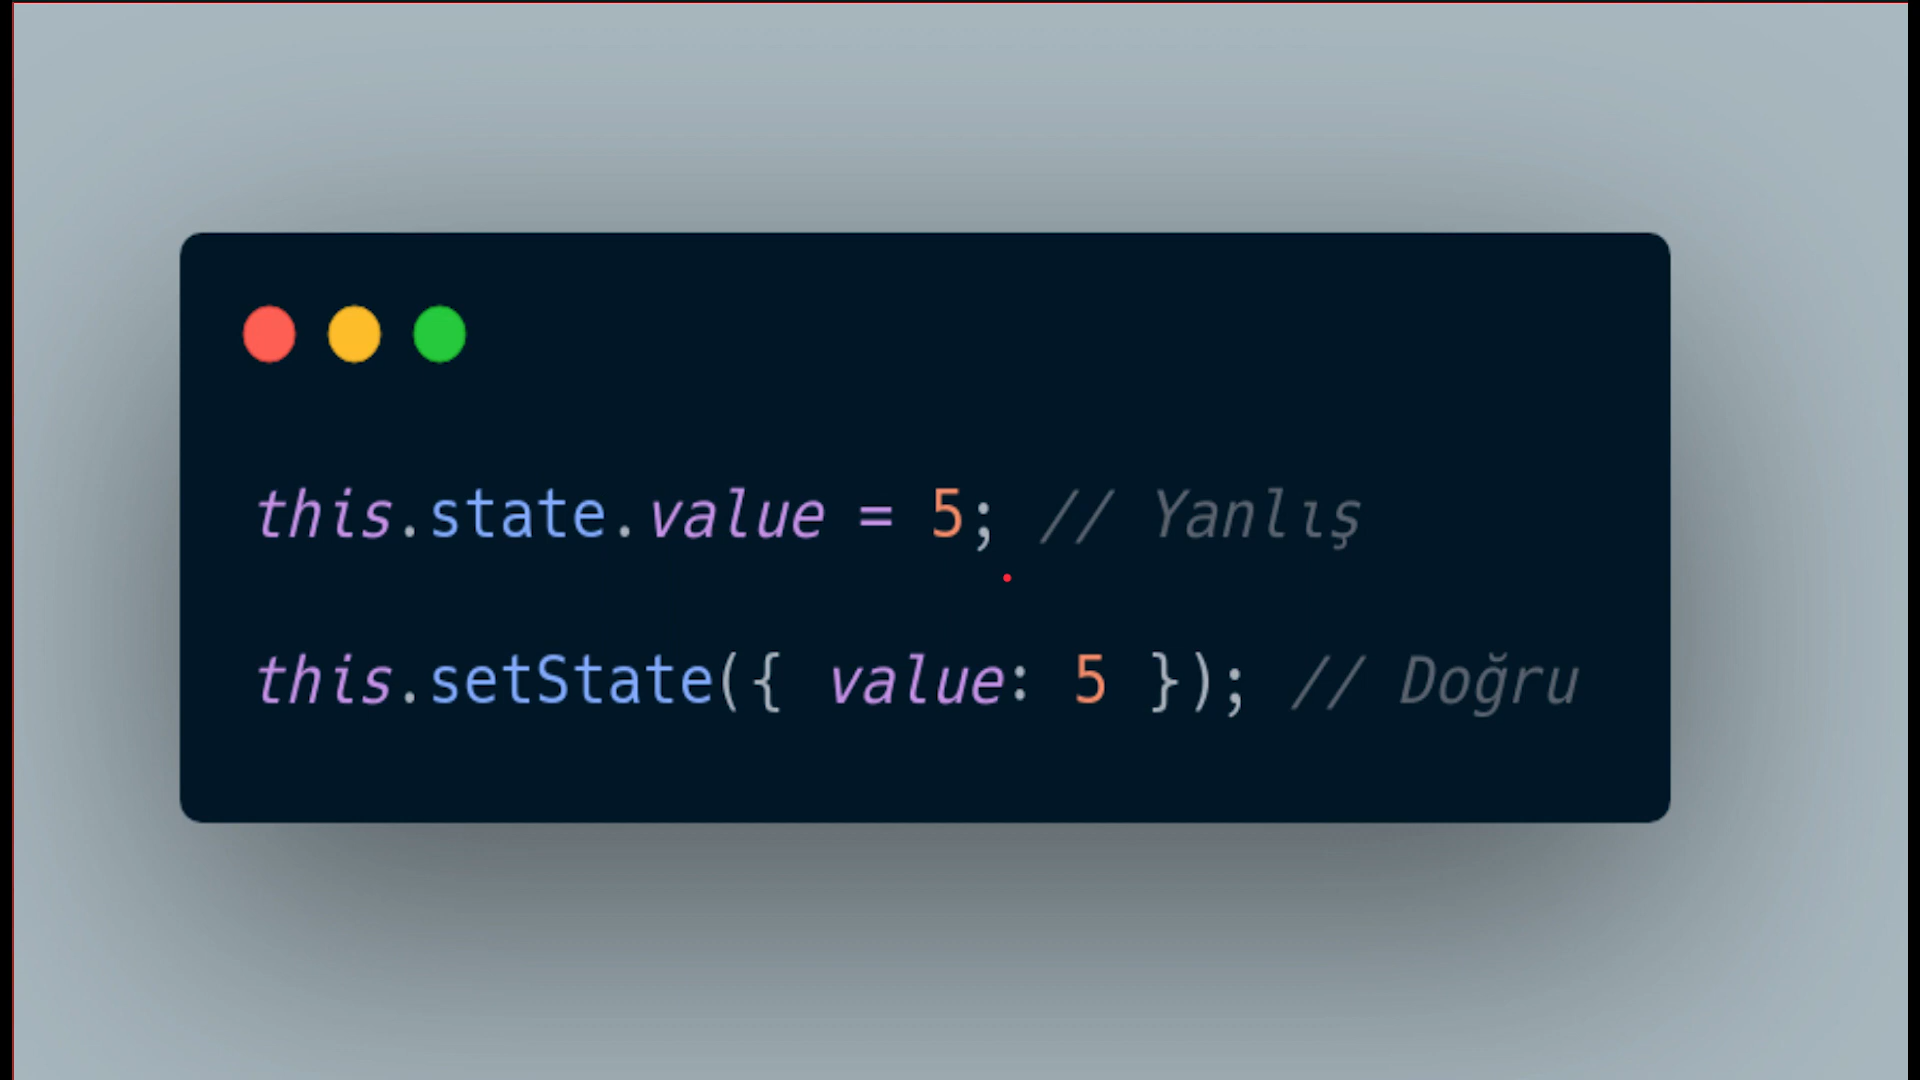 this.state.value = 5; // Yanlış
this.setState({ value: 5 }); // Doğru